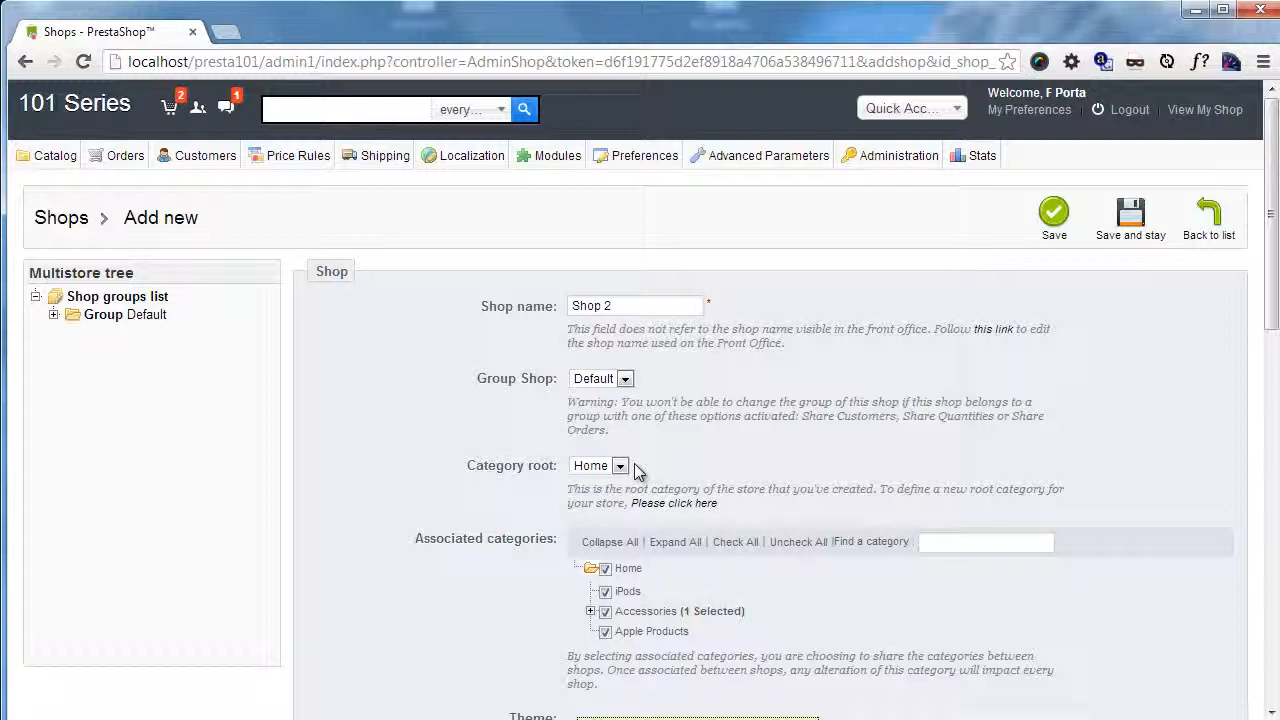 Shops - PrestaShop™
localhost/presta101/admin1/index.php?controller=AdminShop&token=d6f191775d2ef8918a4706a538496711&addshop&id_shop_
101 Series
2
1
every...
Quick Acc...
Welcome, F Porta
My Preferences
Logout
View My Shop
Catalog
Orders
Customers
Price Rules
Shipping
Localization
Modules
Preferences
Advanced Parameters
Administration
Stats
Shops > Add new
Save
Save and stay
Back to list
Multistore tree
Shop groups list
Group Default
Shop
Shop name: Shop 2 *
This field does not refer to the shop name visible in the front office. Follow this link to edit
the shop name used on the Front Office.
Group Shop: Default
Warning: You won't be able to change the group of this shop if this shop belongs to a
group with one of these options activated: Share Customers, Share Quantities or Share
Orders.
Category root: Home
This is the root category of the store that you've created. To define a new root category for
your store, Please click here
Associated categories: Collapse All | Expand All | Check All | Uncheck All |Find a category :
Home
iPods
Accessories (1 Selected)
Apple Products
By selecting associated categories, you are choosing to share the categories between
shops. Once associated between shops, any alteration of this category will impact every
shop.
Theme: